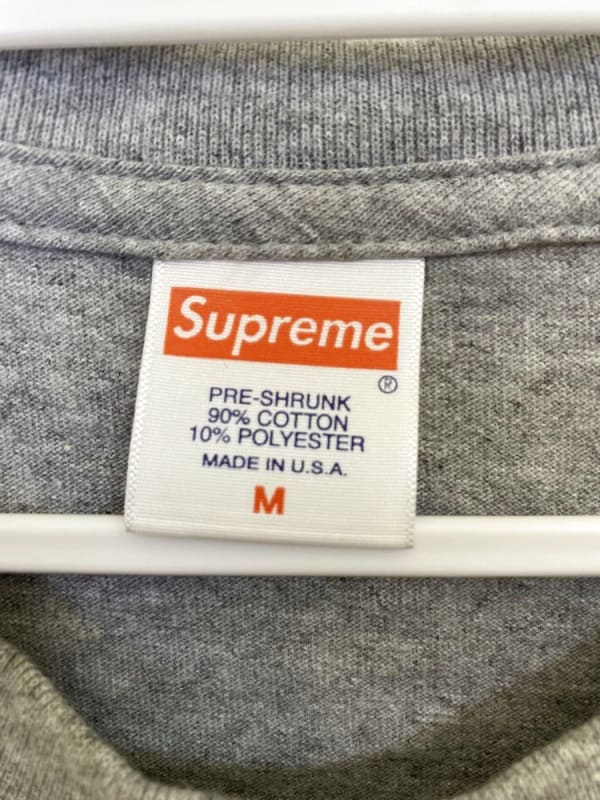 Supreme
®
PRE-SHRUNK
90% COTTON
10% POLYESTER
MADE IN U.S.A.
M